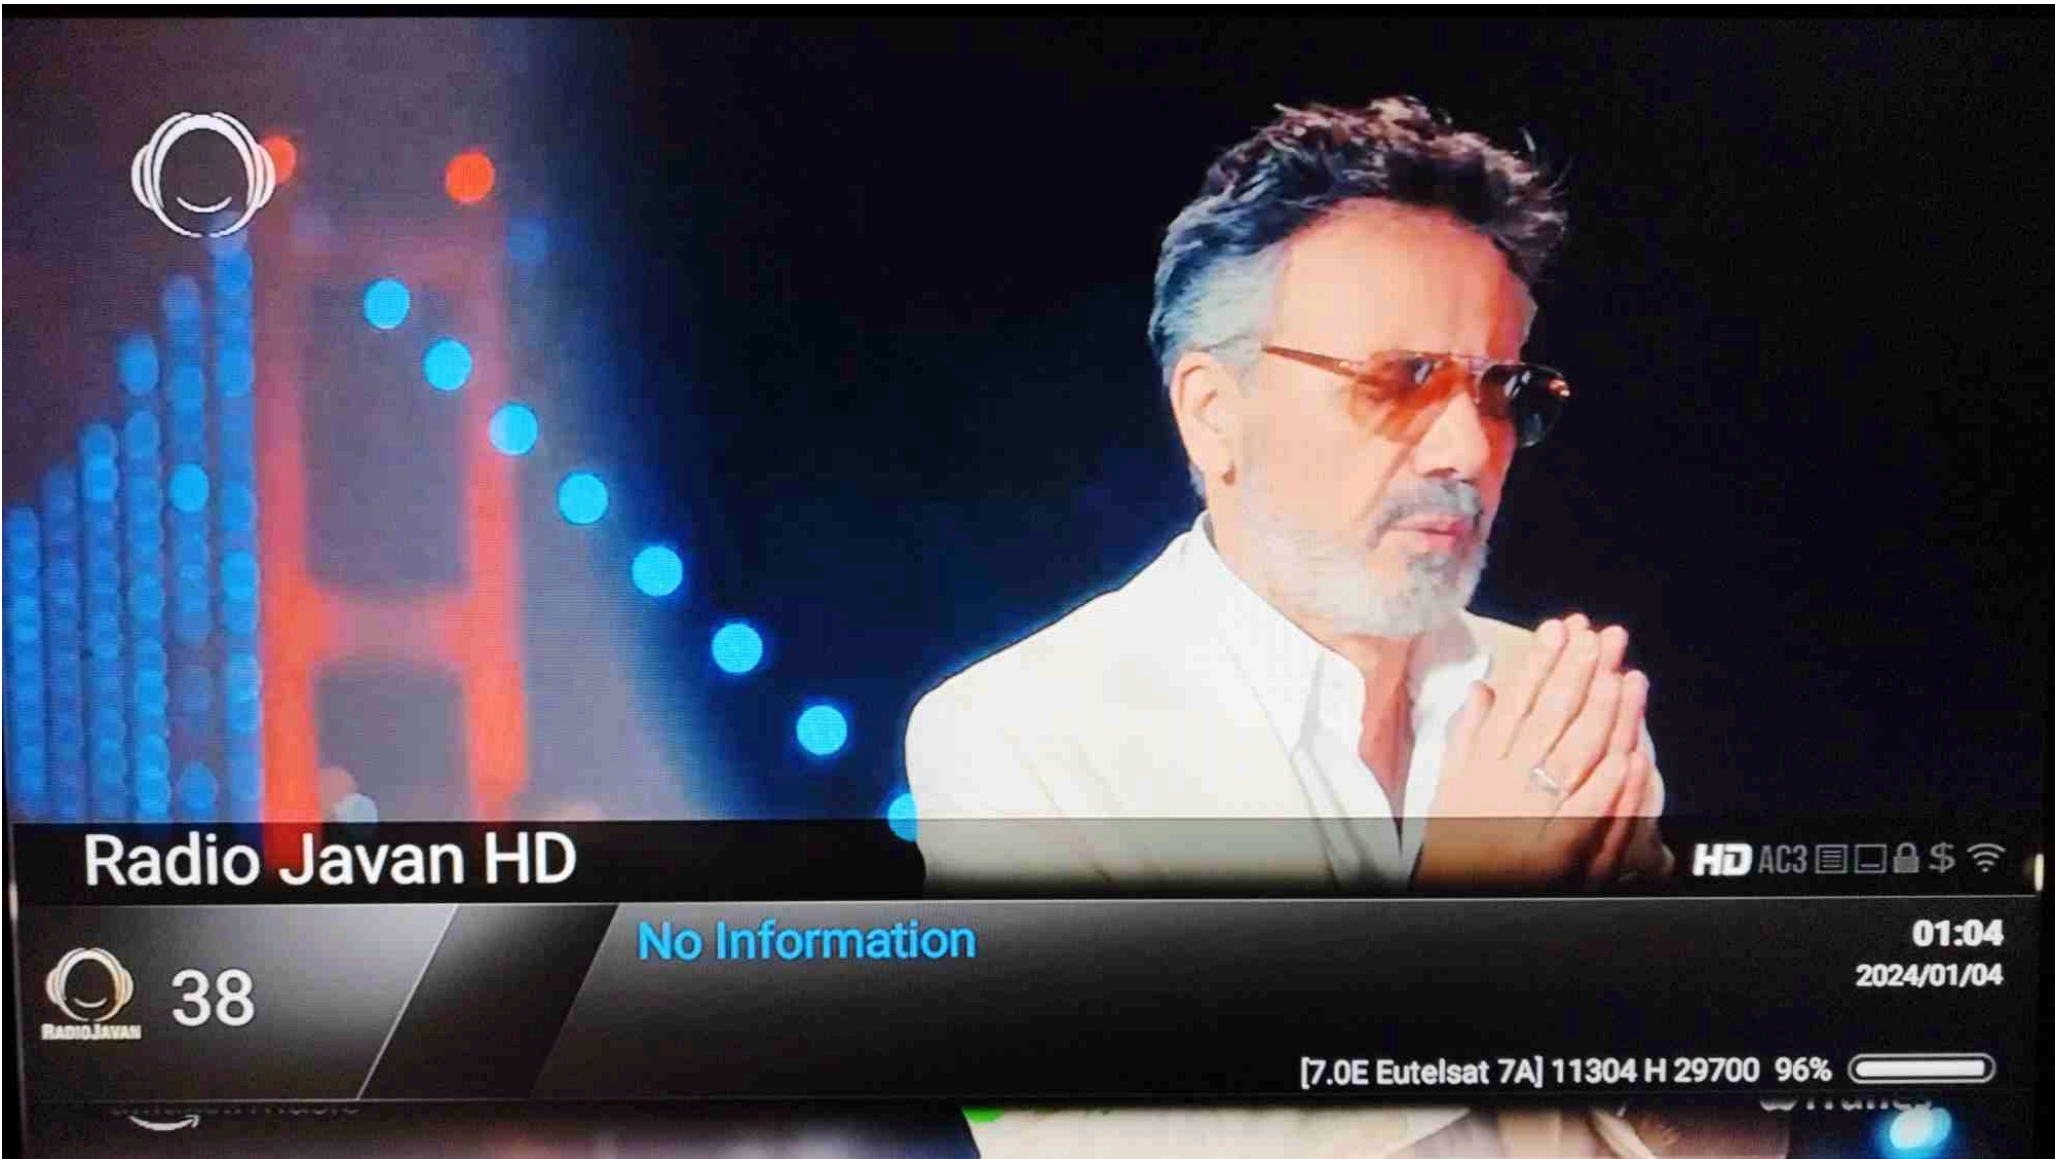 Radio Javan HD
HD AC3 $
No Information
01:04
2024/01/04
RADIOJAVAN
38
[7.0E Eutelsat 7A] 11304 H 29700 96%